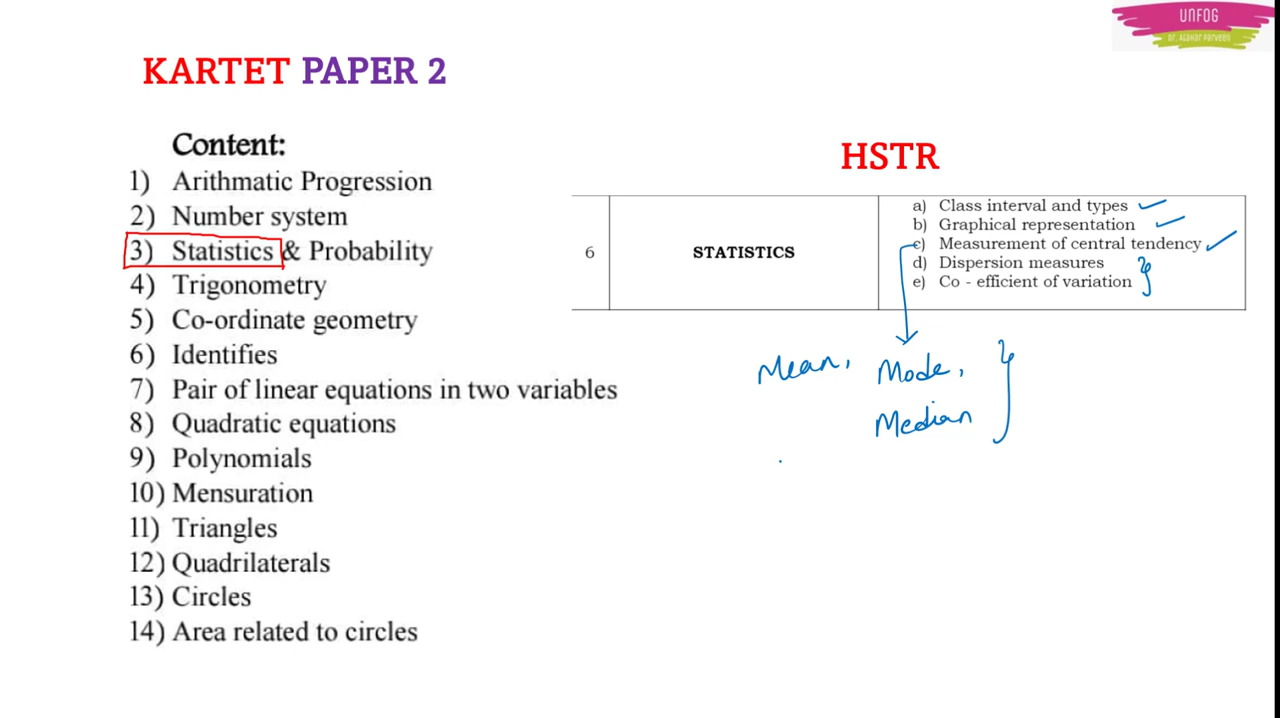 UNFOG
Dr. Atahar Parveen
KARTET PAPER 2
Content:
1) Arithmatic Progression
2) Number system
3) Statistics & Probability
4) Trigonometry
5) Co-ordinate geometry
6) Identifies
7) Pair of linear equations in two variables
8) Quadratic equations
9) Polynomials
10) Mensuration
11) Triangles
12) Quadrilaterals
13) Circles
14) Area related to circles
HSTR
6
STATISTICS
a) Class interval and types
b) Graphical representation
c) Measurement of central tendency
d) Dispersion measures
e) Co - efficient of variation
Mean, Mode,
Median